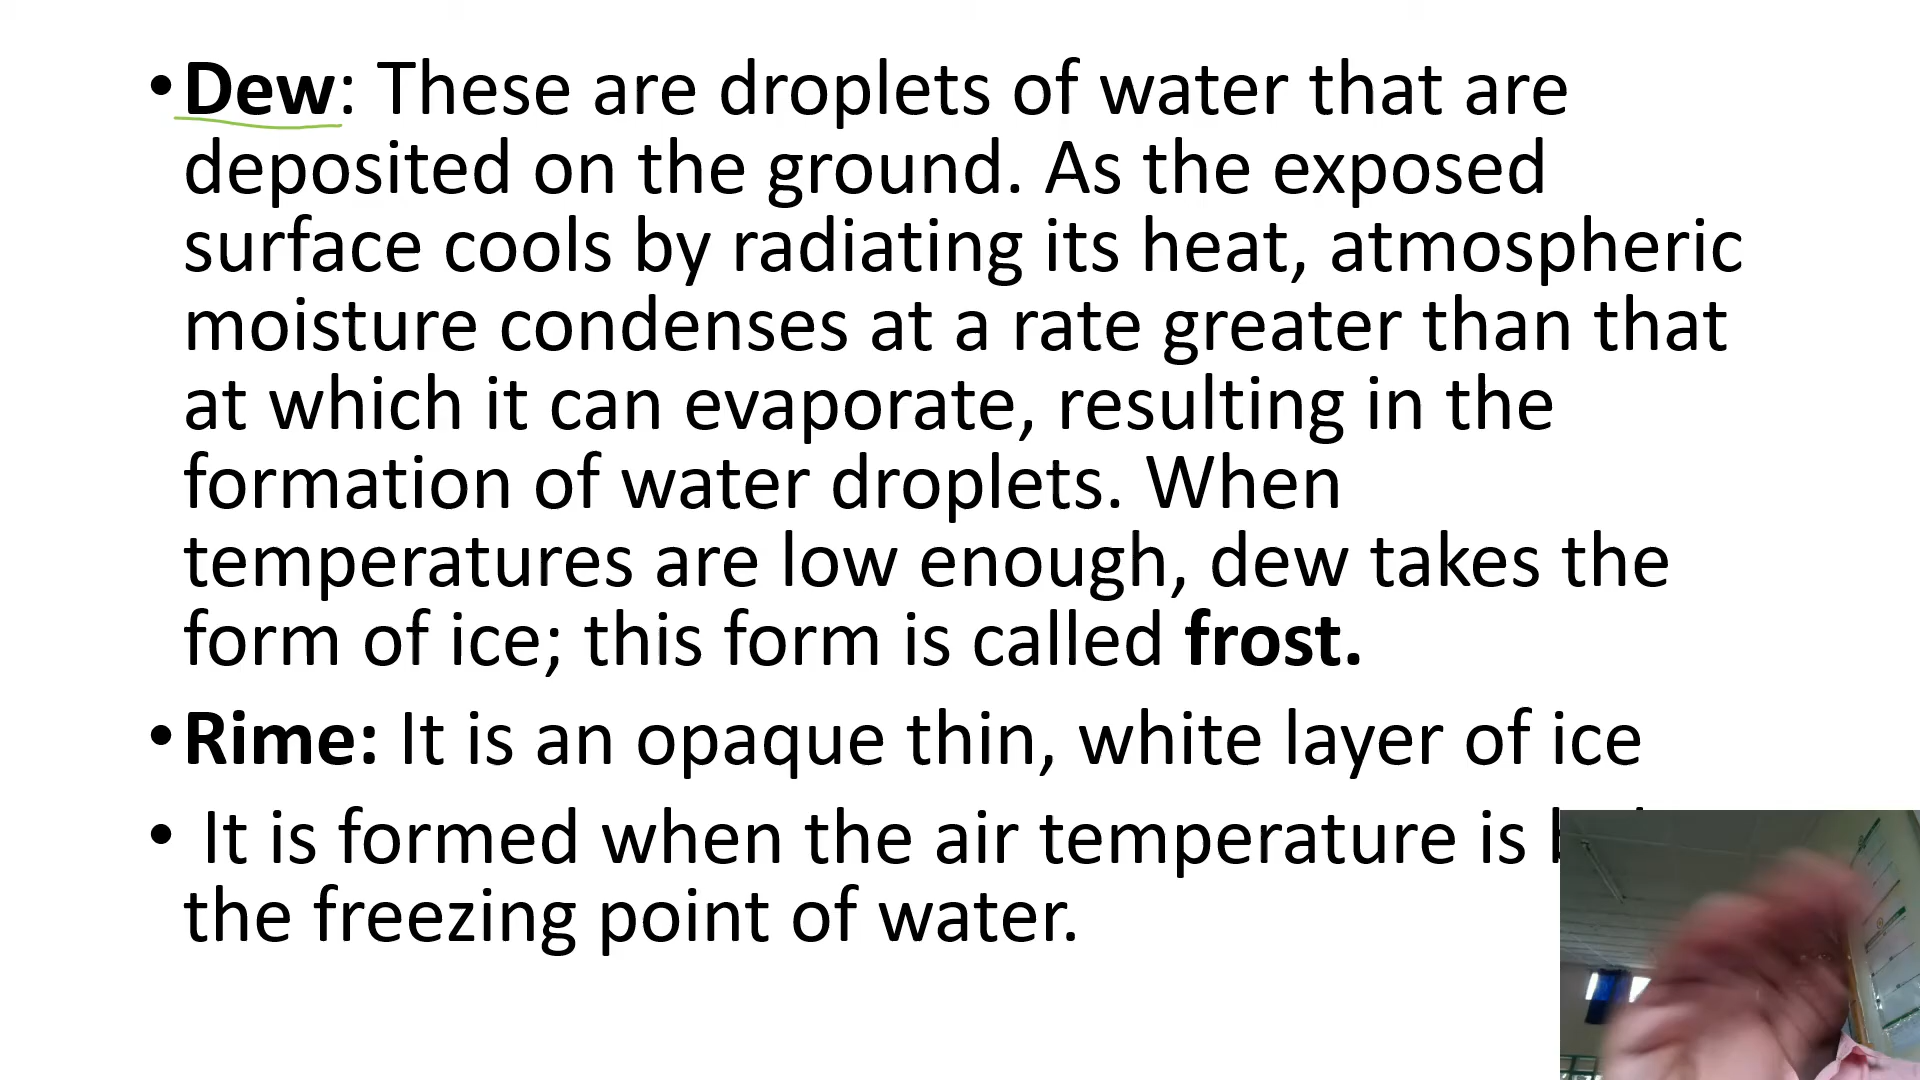 • Dew: These are droplets of water that are
deposited on the ground. As the exposed
surface cools by radiating its heat, atmospheric
moisture condenses at a rate greater than that
at which it can evaporate, resulting in the
formation of water droplets. When
temperatures are low enough, dew takes the
form of ice; this form is called frost.
• Rime: It is an opaque thin, white layer of ice
• It is formed when the air temperature is
the freezing point of water.